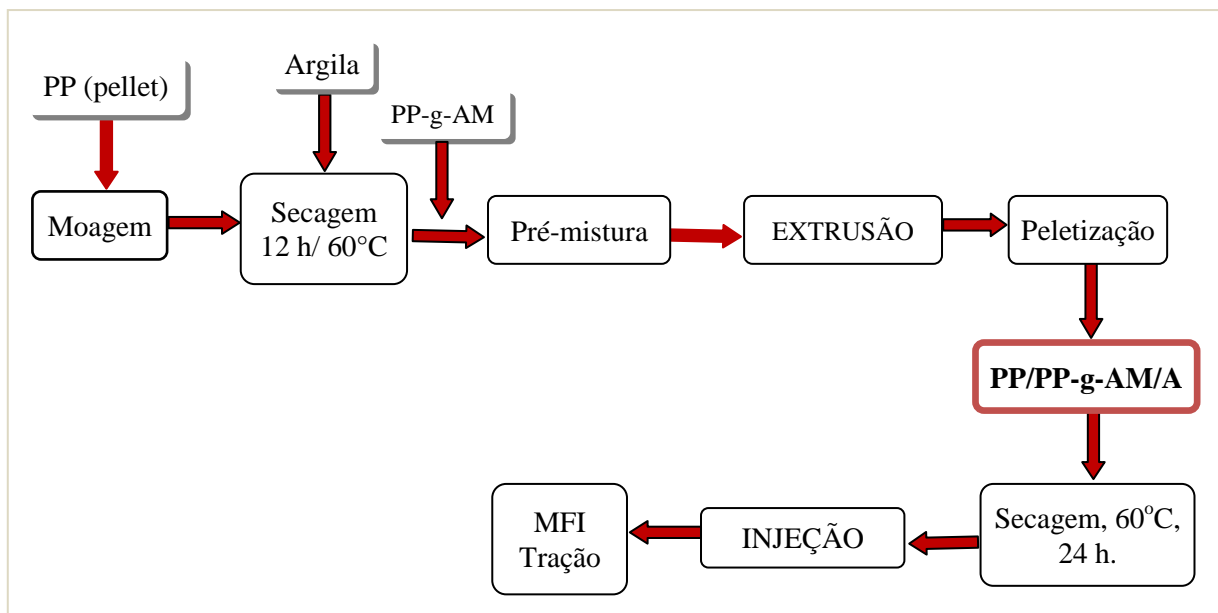 PP (pellet)
Argila
PP-g-AM
Moagem
Secagem
12 h/ 60°C
Pré-mistura
EXTRUSÃO
Peletização
PP/PP-g-AM/A
Secagem, 60°C,
24 h.
INJEÇÃO
MFI
Tração